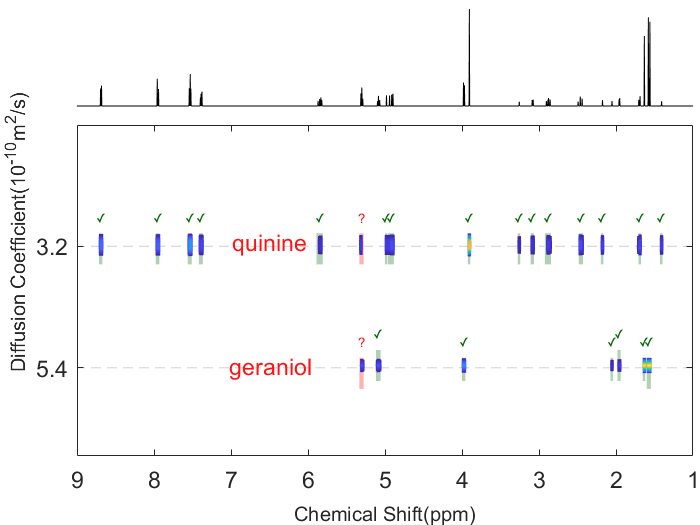 Diffusion Coefficient(10-10m2/s)
✓ ✓ ✓ ✓ ✓ ? ✓ ✓ ✓ ✓ ✓ ✓ ✓ ✓ ✓ ✓
3.2
quinine
? ✓ ✓ ✓ ✓ ✓ ✓
5.4
geraniol
9 8 7 6 5 4 3 2 1
Chemical Shift(ppm)